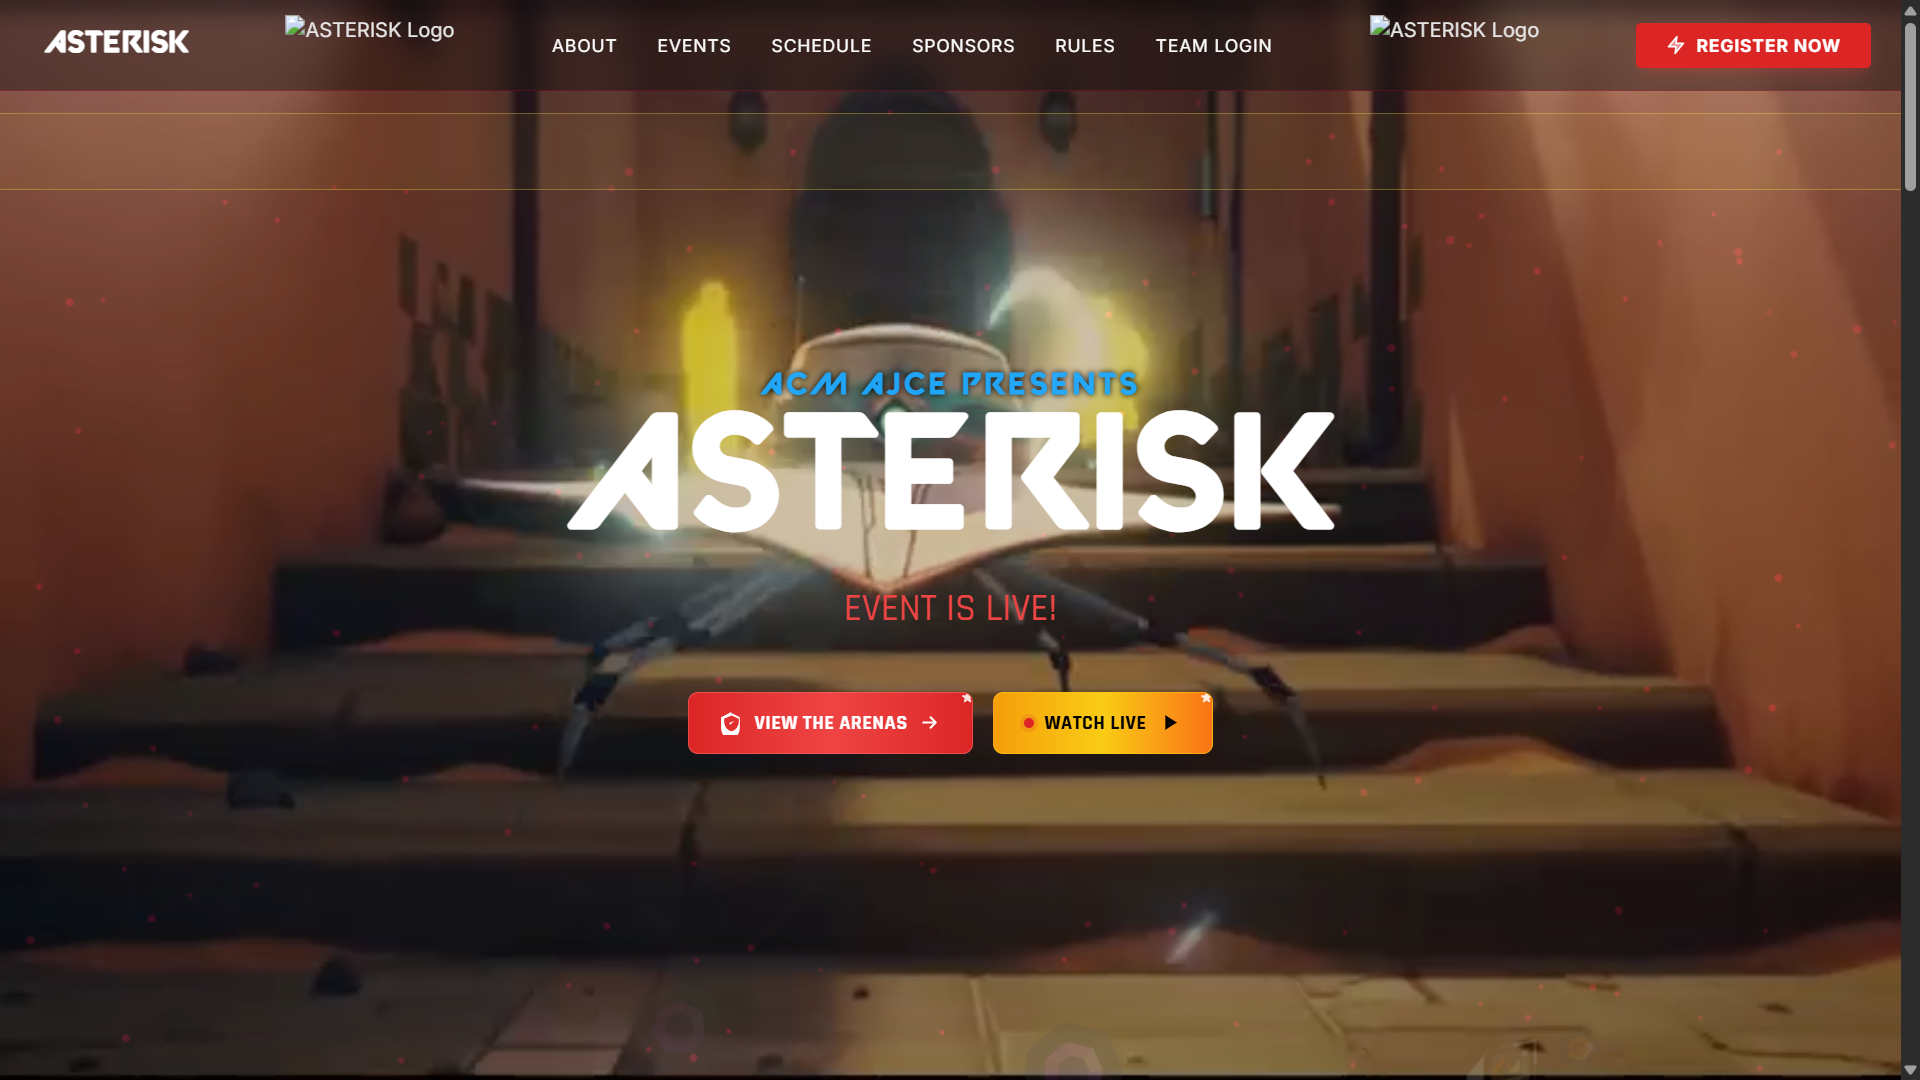 ASTERISK
ASTERISK Logo
ABOUT
EVENTS
SCHEDULE
SPONSORS
RULES
TEAM LOGIN
ASTERISK Logo
REGISTER NOW
ACM AJCE PRESENTS
ASTERISK
EVENT IS LIVE!
VIEW THE ARENAS
WATCH LIVE